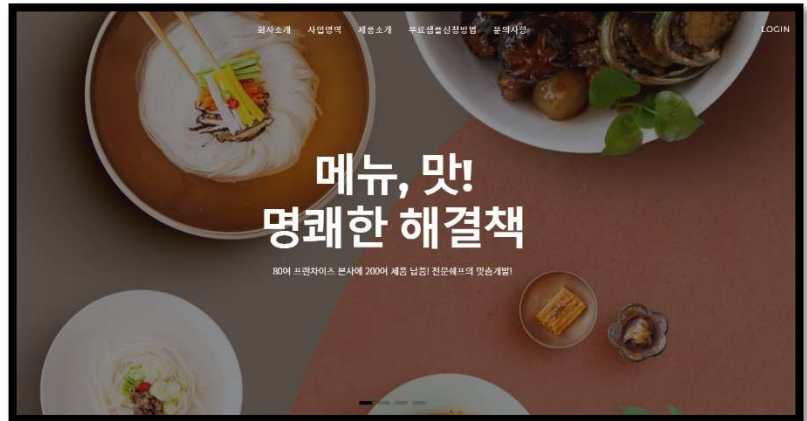 회사소개 사업영역 제품소개 무료샘플신청방법 문의사항 LOGIN
메뉴, 맛!
명쾌한 해결책
80여 프랜차이즈 본사에 200여 제품 납품! 전문쉐프의 맛춤개발!